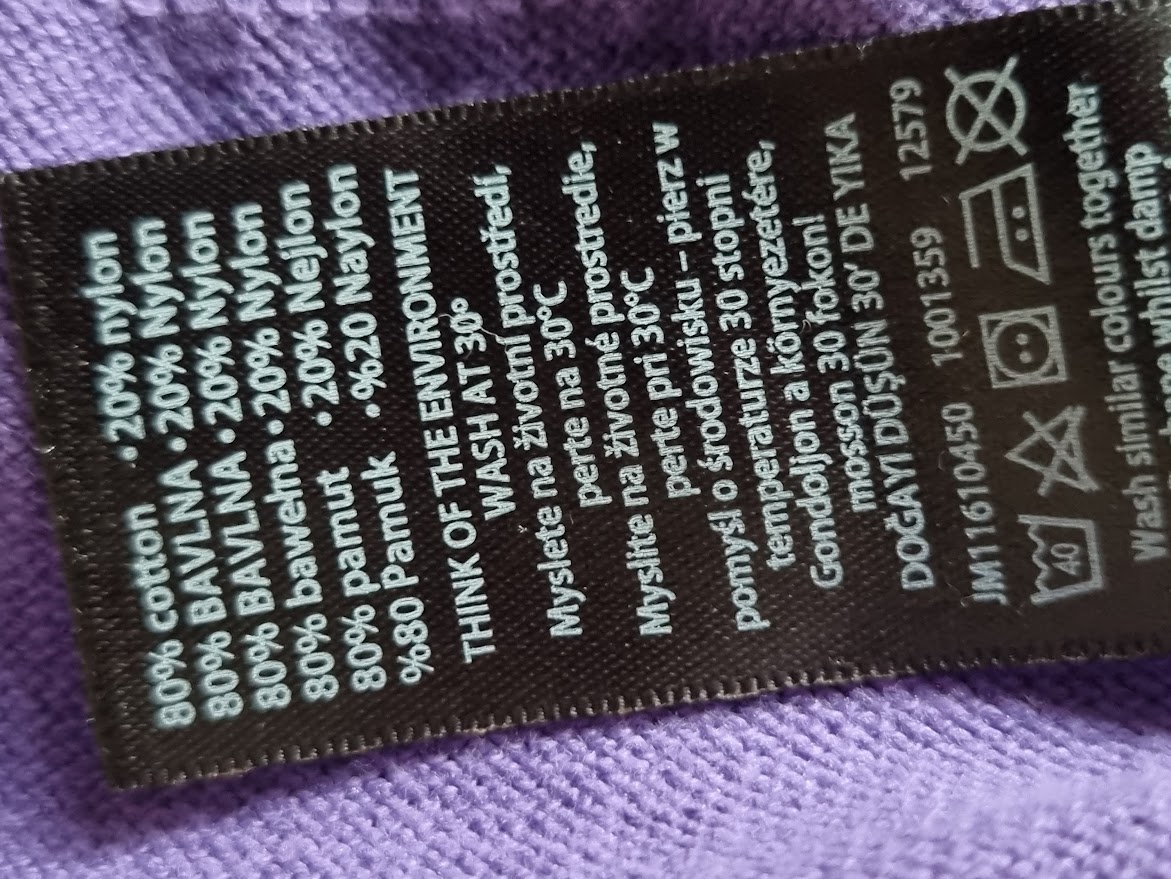 80% cotton • 20% nylon
80% BAVLNA • 20% Nylon
80% BAVLNA • 20% Nylon
80% bawełna • 20% Nylon
80% pamut • 20% Nejlon
%80 Pamuk • %20 Naylon
THINK OF THE ENVIRONMENT
WASH AT 30°
Myslete na životní prostředí,
perte na 30°C
Myslite na životné prostredie,
perte pri 30°C
pomyśl o środowisku – pierz w
temperaturze 30 stopni
Gondoljon a környezetére,
mosson 30 fokon!
DOĞAYI DÜŞÜN 30' DE YIKA
JM11610450 1001359 12579
40
Wash similar colours together
whilst damp